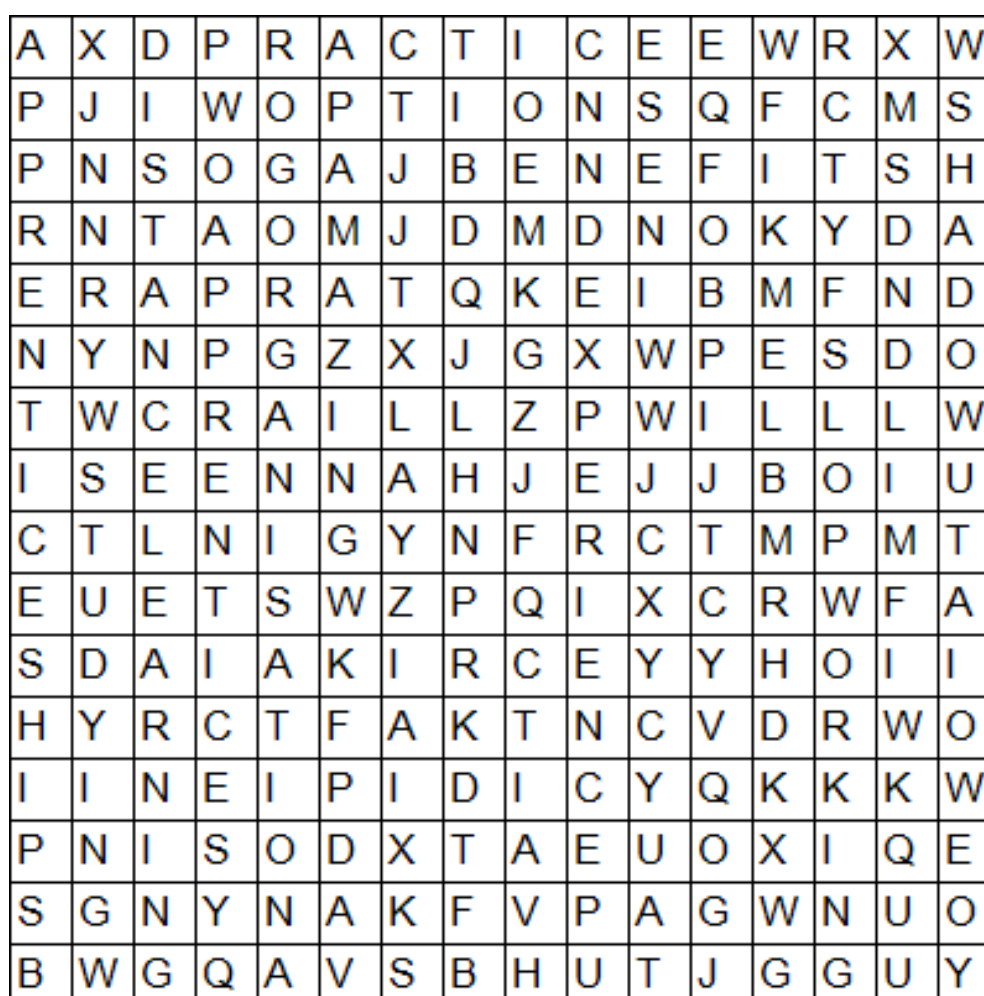 A X D P R A C T I C E E W R X W
P J I W O P T I O N S Q F C M S
P N S O G A J B E N E F I T S H
R N T A O M J D M D N O K Y D A
E R A P R A T Q K E I B M F N D
N Y N P G Z X J G X W P E S D O
T W C R A I L L Z P W I L L L W
I S E E N N A H J E J J B O I U
C T L N I G Y N F R C T M P M T
E U E T S W Z P Q I X C R W F A
S D A I A K I R C E Y Y H O I I
H Y R C T F A K T N C V D R W O
I I N E I P I D I C Y Q K K K W
P N I S O D X T A E U O X I Q E
S G N Y N A K F V P A G W N U O
B W G Q A V S B H U T J G G U Y